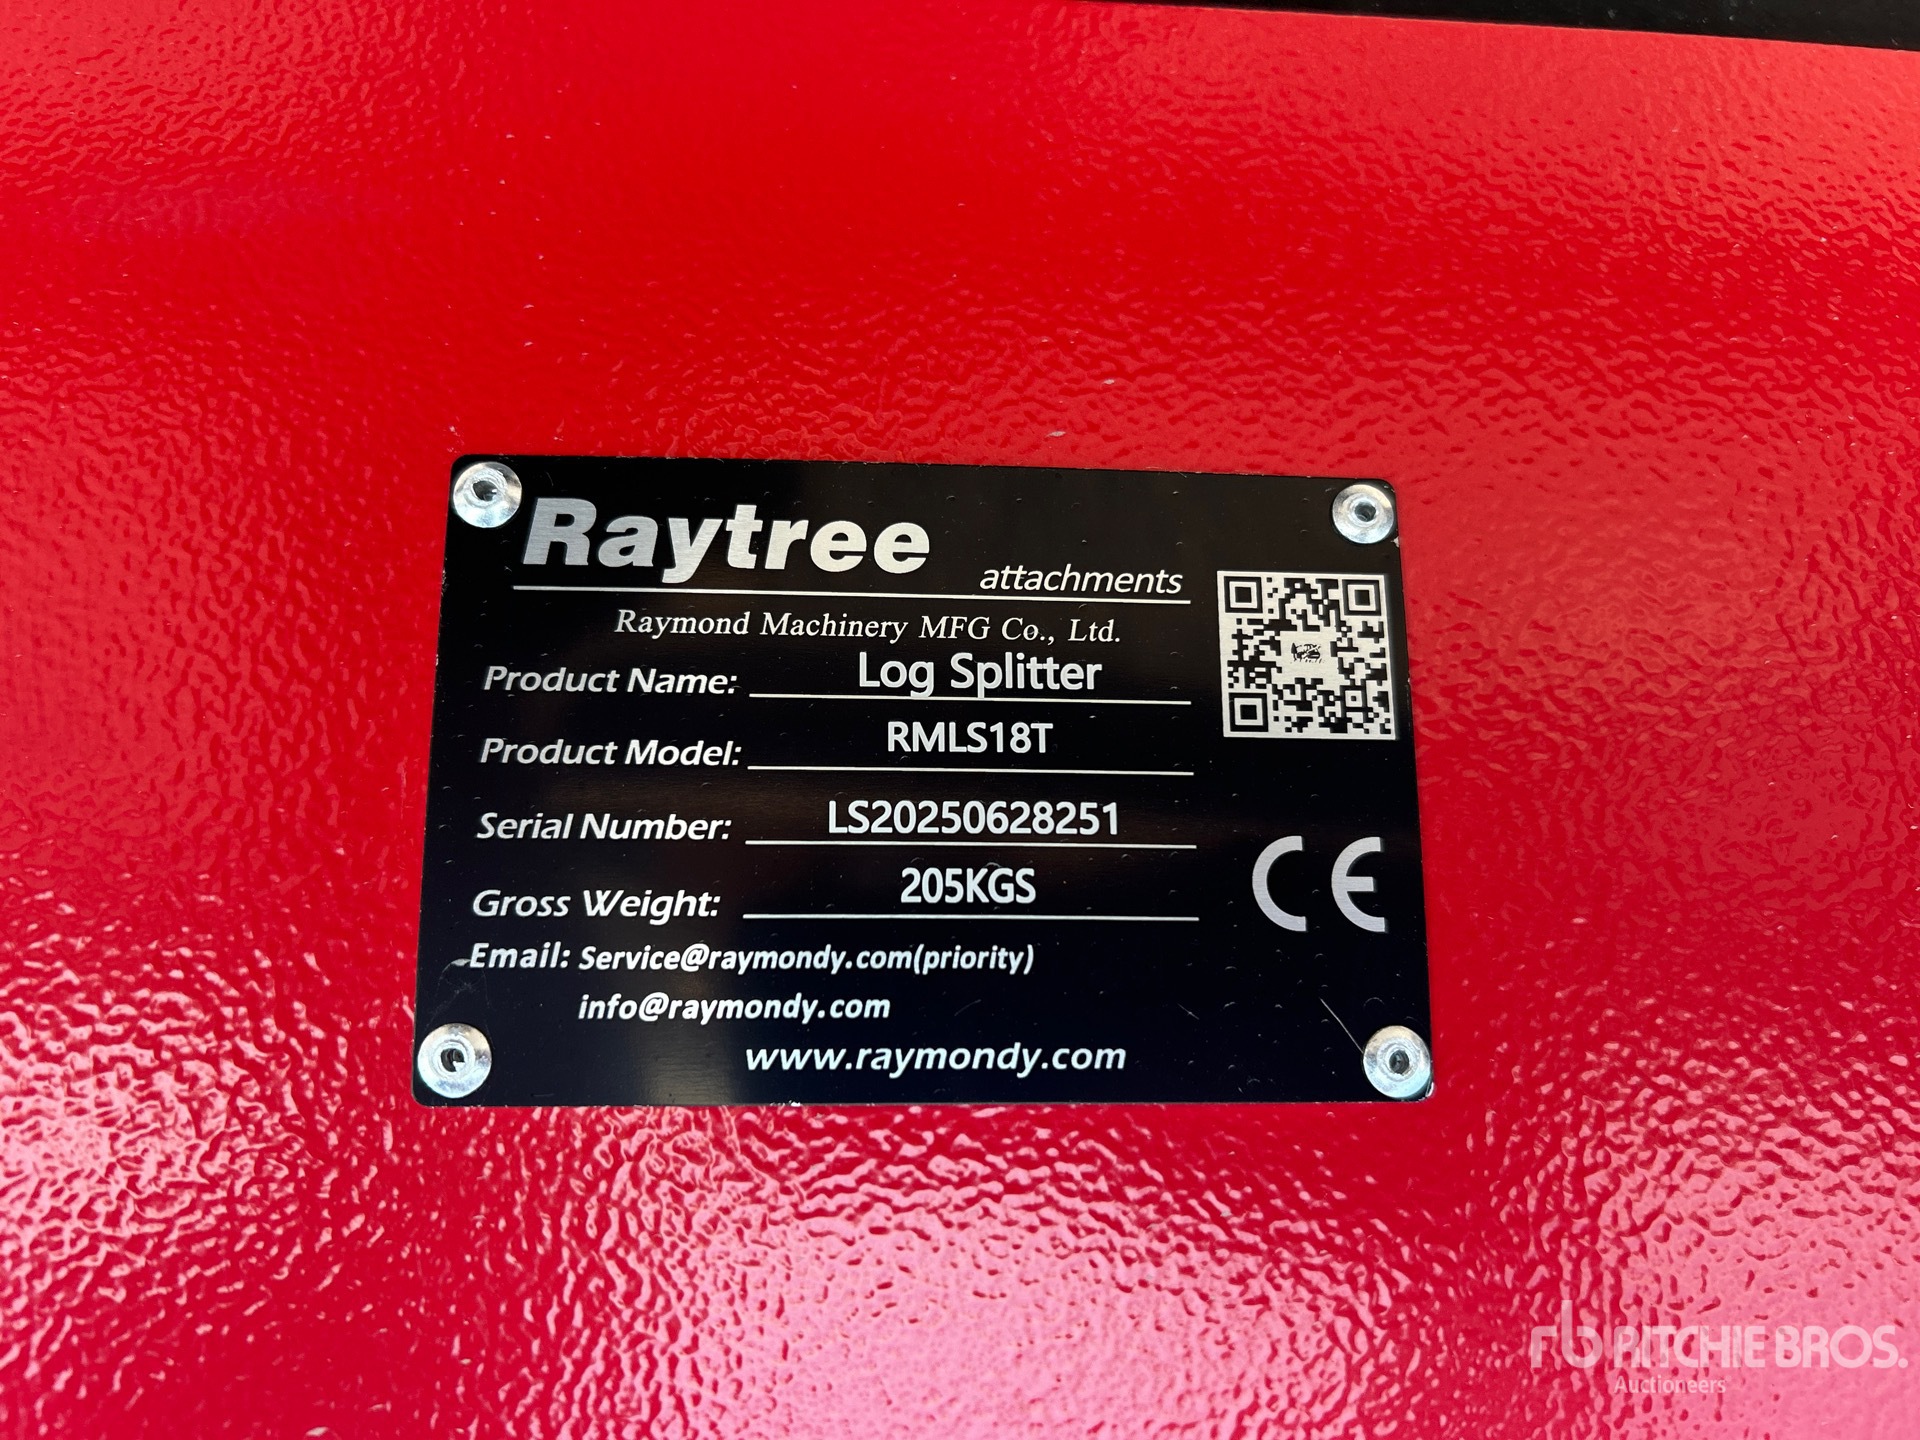 Raytree
attachments
Raymond Machinery MFG Co., Ltd.
Product Name: Log Splitter
Product Model: RMLS18T
Serial Number: LS20250628251
Gross Weight: 205KGS
CE
Email: Service@raymondy.com(priority)
info@raymondy.com
www.raymondy.com
rb RITCHIE BROS.
Auctioneers